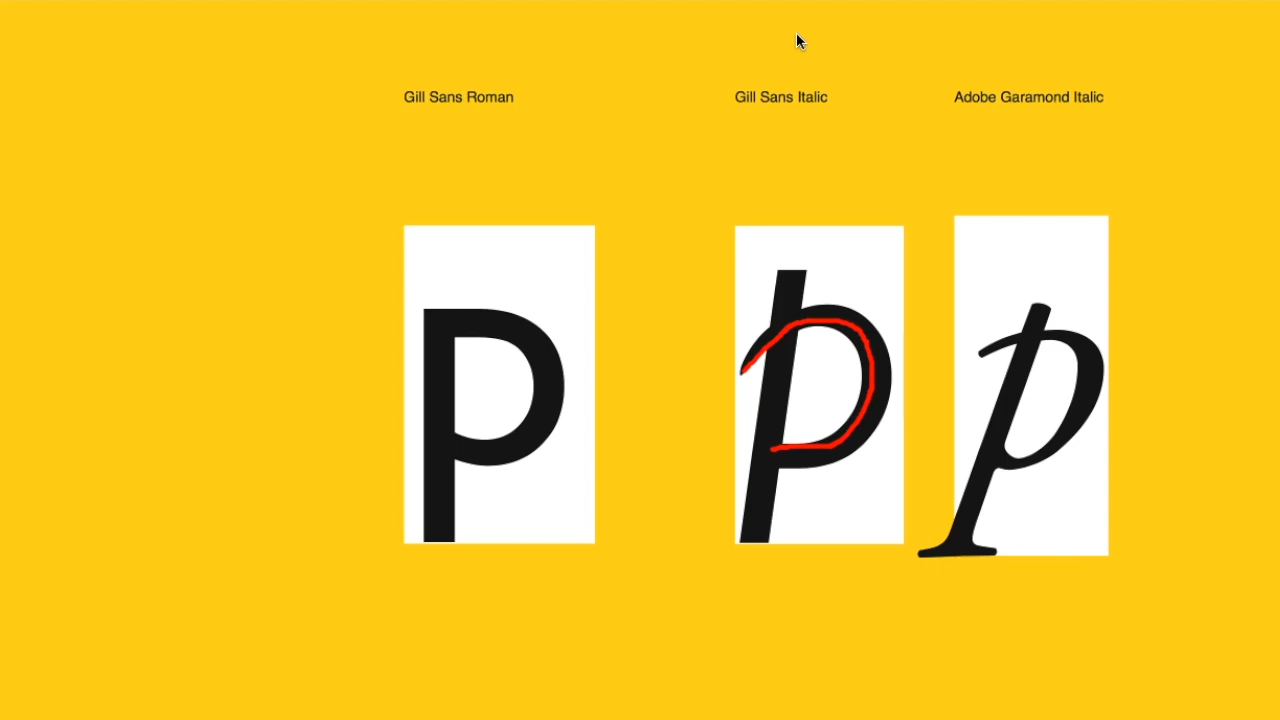 Gill Sans Roman
Gill Sans Italic
Adobe Garamond Italic
p
p
p